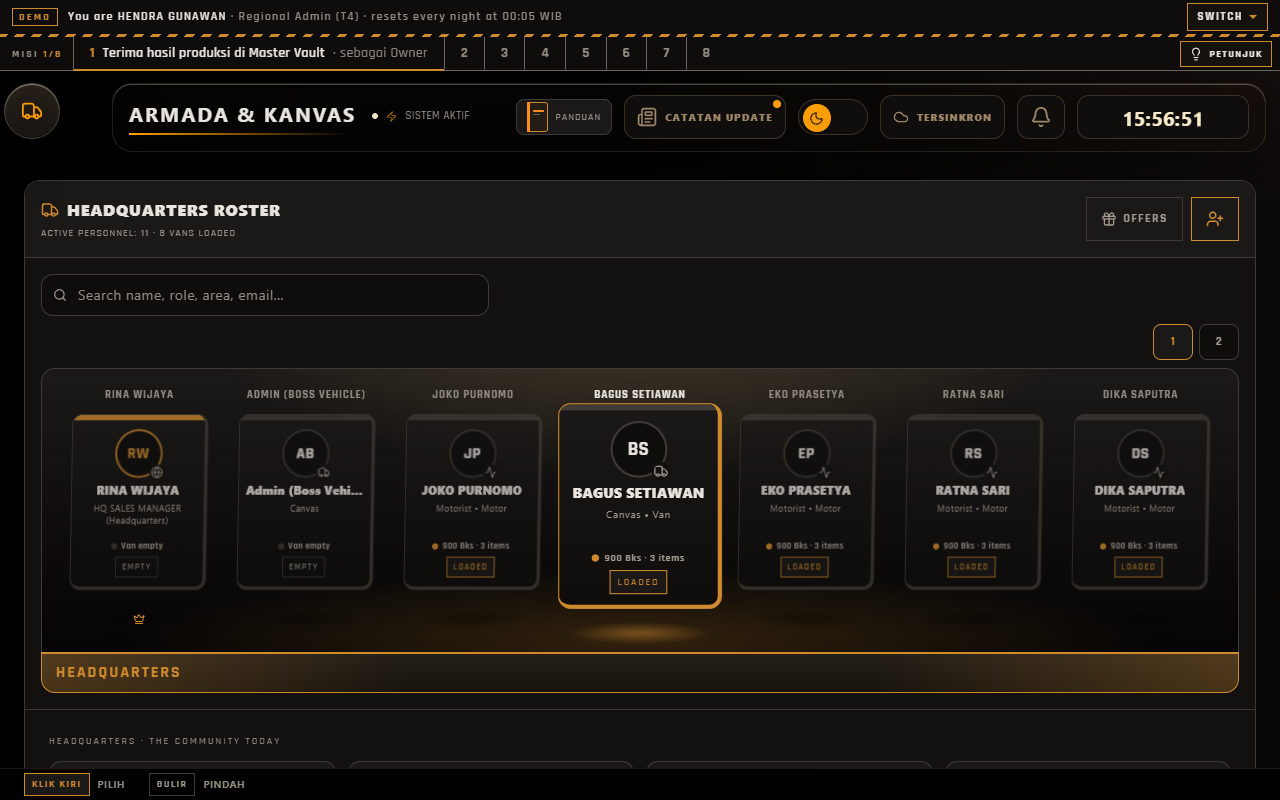 DEMO You are HENDRA GUNAWAN · Regional Admin (T4) · resets every night at 00:05 WIB SWITCH
MISI 1/8 1 Terima hasil produksi di Master Vault · sebagai Owner 2 3 4 5 6 7 8 PETUNJUK
ARMADA & KANVAS SISTEM AKTIF PANDUAN CATATAN UPDATE TERSINKRON 15:56:51
HEADQUARTERS ROSTER
ACTIVE PERSONNEL: 11 · 8 VANS LOADED
OFFERS
Search name, role, area, email...
1 2
RINA WIJAYA ADMIN (BOSS VEHICLE) JOKO PURNOMO BAGUS SETIAWAN EKO PRASETYA RATNA SARI DIKA SAPUTRA
RW AB JP BS EP RS DS
RINA WIJAYA Admin (Boss Vehi... JOKO PURNOMO BAGUS SETIAWAN EKO PRASETYA RATNA SARI DIKA SAPUTRA
HQ SALES MANAGER (Headquarters) Canvas Motorist • Motor Canvas • Van Motorist • Motor Motorist • Motor Motorist • Motor
Van empty Van empty 900 Bks · 3 items 900 Bks · 3 items 900 Bks · 3 items 900 Bks · 3 items 900 Bks · 3 items
EMPTY EMPTY LOADED LOADED LOADED LOADED LOADED
HEADQUARTERS
HEADQUARTERS · THE COMMUNITY TODAY
KLIK KIRI PILIH GULIR PINDAH